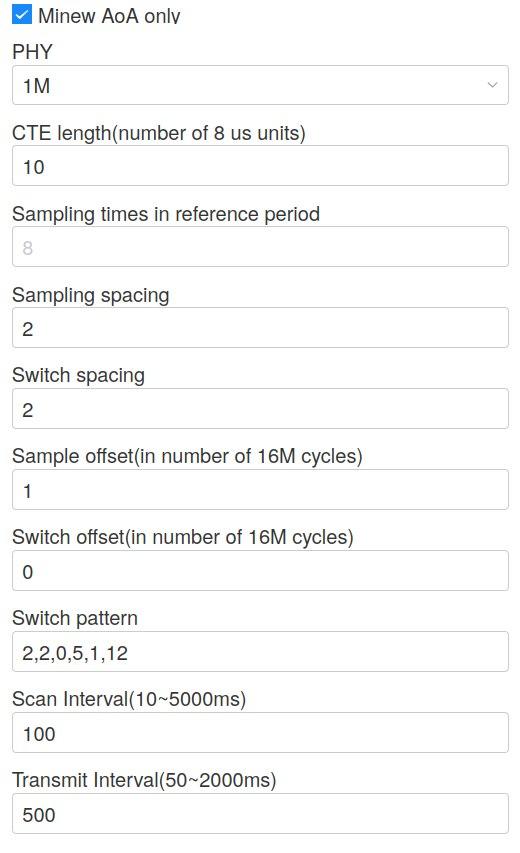 Minew AoA only
PHY
1M
CTE length(number of 8 us units)
10
Sampling times in reference period
8
Sampling spacing
2
Switch spacing
2
Sample offset(in number of 16M cycles)
1
Switch offset(in number of 16M cycles)
0
Switch pattern
2,2,0,5,1,12
Scan Interval(10~5000ms)
100
Transmit Interval(50~2000ms)
500